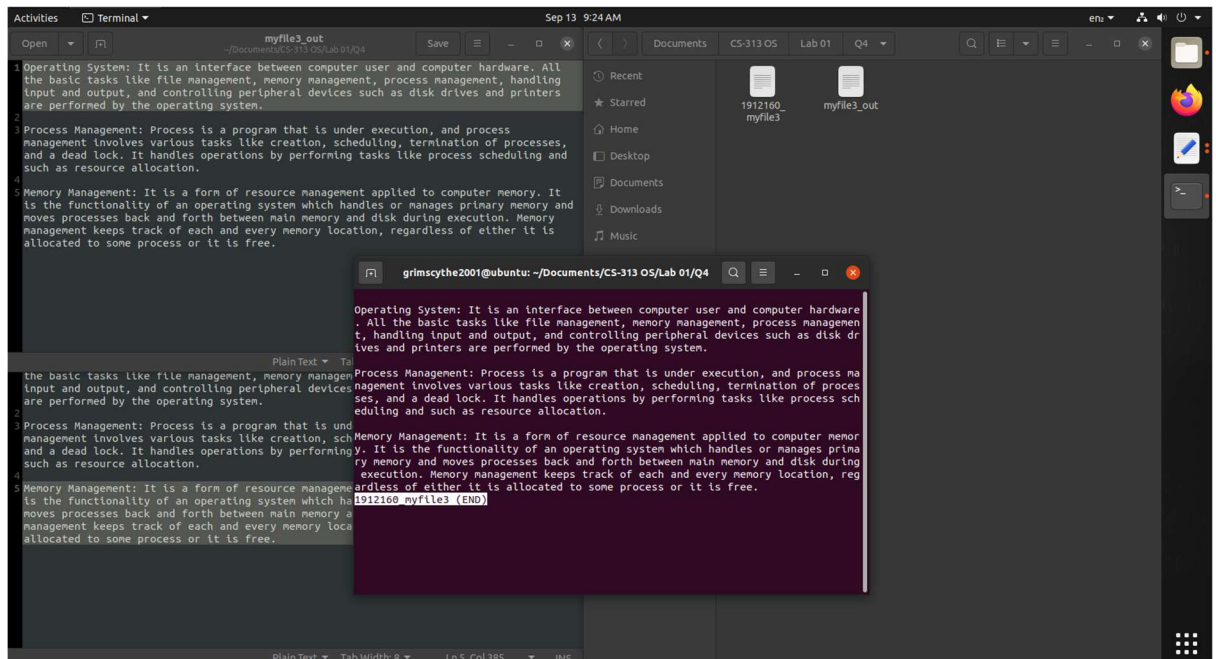 Activities Terminal Sep 13 9:24 AM en₂
Open myfile3_out Save
~/Documents/CS-313 OS/Lab 01/Q4
1 Operating System: It is an interface between computer user and computer hardware. All
the basic tasks like file management, memory management, process management, handling
input and output, and controlling peripheral devices such as disk drives and printers
are performed by the operating system.
2
3 Process Management: Process is a program that is under execution, and process
management involves various tasks like creation, scheduling, termination of processes,
and a dead lock. It handles operations by performing tasks like process scheduling and
such as resource allocation.
4
5 Memory Management: It is a form of resource management applied to computer memory. It
is the functionality of an operating system which handles or manages primary memory and
moves processes back and forth between main memory and disk during execution. Memory
management keeps track of each and every memory location, regardless of either it is
allocated to some process or it is free.
Plain Text Ta
the basic tasks like file management, memory managem
input and output, and controlling peripheral devices
are performed by the operating system.
2
3 Process Management: Process is a program that is und
management involves various tasks like creation, sch
and a dead lock. It handles operations by performing
such as resource allocation.
4
5 Memory Management: It is a form of resource manageme
is the functionality of an operating system which ha
moves processes back and forth between main memory a
management keeps track of each and every memory loca
allocated to some process or it is free.
Plain Text Tab Width: 8 Ln 5, Col 385 INS
Documents CS-313 OS Lab 01 Q4
Recent
Starred
Home
Desktop
Documents
Downloads
Music
1912160_
myfile3
myfile3_out
grimscythe2001@ubuntu: ~/Documents/CS-313 OS/Lab 01/Q4
Operating System: It is an interface between computer user and computer hardware
. All the basic tasks like file management, memory management, process managemen
t, handling input and output, and controlling peripheral devices such as disk dr
ives and printers are performed by the operating system.
Process Management: Process is a program that is under execution, and process ma
nagement involves various tasks like creation, scheduling, termination of proces
ses, and a dead lock. It handles operations by performing tasks like process sch
eduling and such as resource allocation.
Memory Management: It is a form of resource management applied to computer memor
y. It is the functionality of an operating system which handles or manages prima
ry memory and moves processes back and forth between main memory and disk during
execution. Memory management keeps track of each and every memory location, reg
ardless of either it is allocated to some process or it is free.
1912160_myfile3 (END)